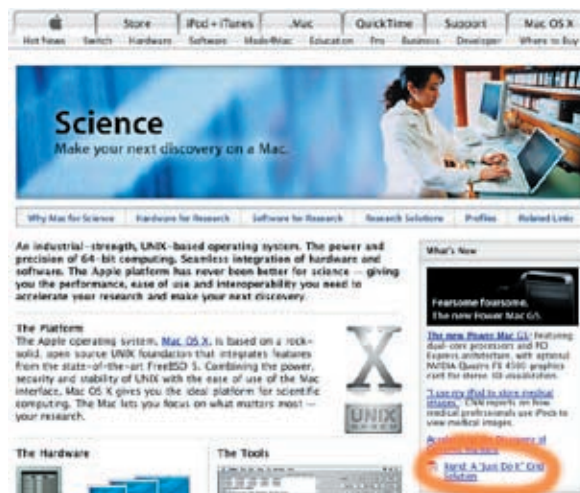 Store iPod + iTunes .Mac QuickTime Support Mac OS X
Hot News Switch Hardware Software Made4Mac Education Pro Business Developer Where to Buy
Science
Make your next discovery on a Mac.
Why Mac for Science Hardware for Research Software for Research Research Solutions Profiles Related Links
An industrial-strength, UNIX-based operating system. The power and
precision of 64-bit computing. Seamless integration of hardware and
software. The Apple platform has never been better for science — giving
you the performance, ease of use and interoperability you need to
accelerate your research and make your next discovery.
The Platform
The Apple operating system, Mac OS X, is based on a rock-
solid, open source UNIX foundation that integrates features
from the state-of-the-art FreeBSD 5. Combining the power,
security and stability of UNIX with the ease of use of the Mac
interface, Mac OS X gives you the ideal platform for scientific
computing. The Mac lets you focus on what matters most —
your research.
X
UNIX
The Hardware
The Tools
What's New
Fearsome foursome.
The new Power Mac G5.
The new Power Mac G5: Featuring
dual-core processors and PCI
Express architecture, with optional
NVIDIA Quadro FX 4500 graphics
card for stereo 3D visualization.
"I use my iPod to store medical
images." CNN reports on how
medical professionals use iPods to
view medical images.
Discovery of
Xgrid: A "Just Do It" Grid
Solution